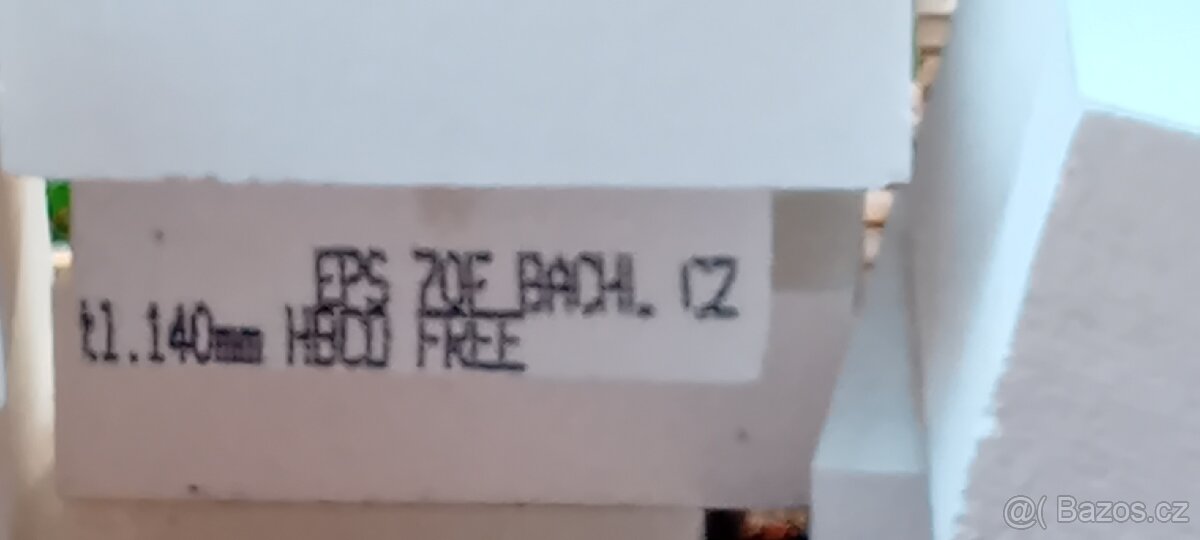 EPS 70F BACHL. CZ
tl.140mm HBCD FREE
@( Bazos.cz